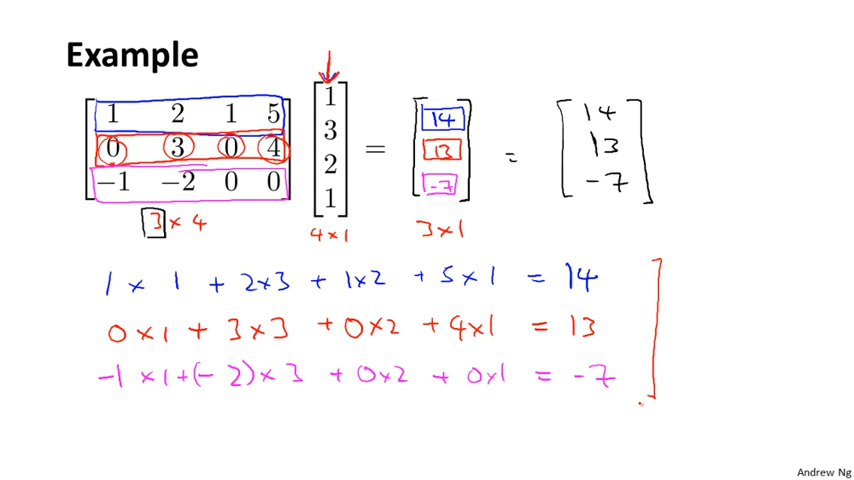 Example
[1 2 1 5; 0 3 0 4; −1 −2 0 0] [1; 3; 2; 1] = [14; 13; -7] = [14; 13; -7]
3 × 4 4 × 1 3 × 1
1 × 1 + 2×3 + 1×2 + 5×1 = 14
0×1 + 3×3 + 0×2 + 4×1 = 13
-1×1+(-2)×3 + 0×2 + 0×1 = -7
Andrew Ng